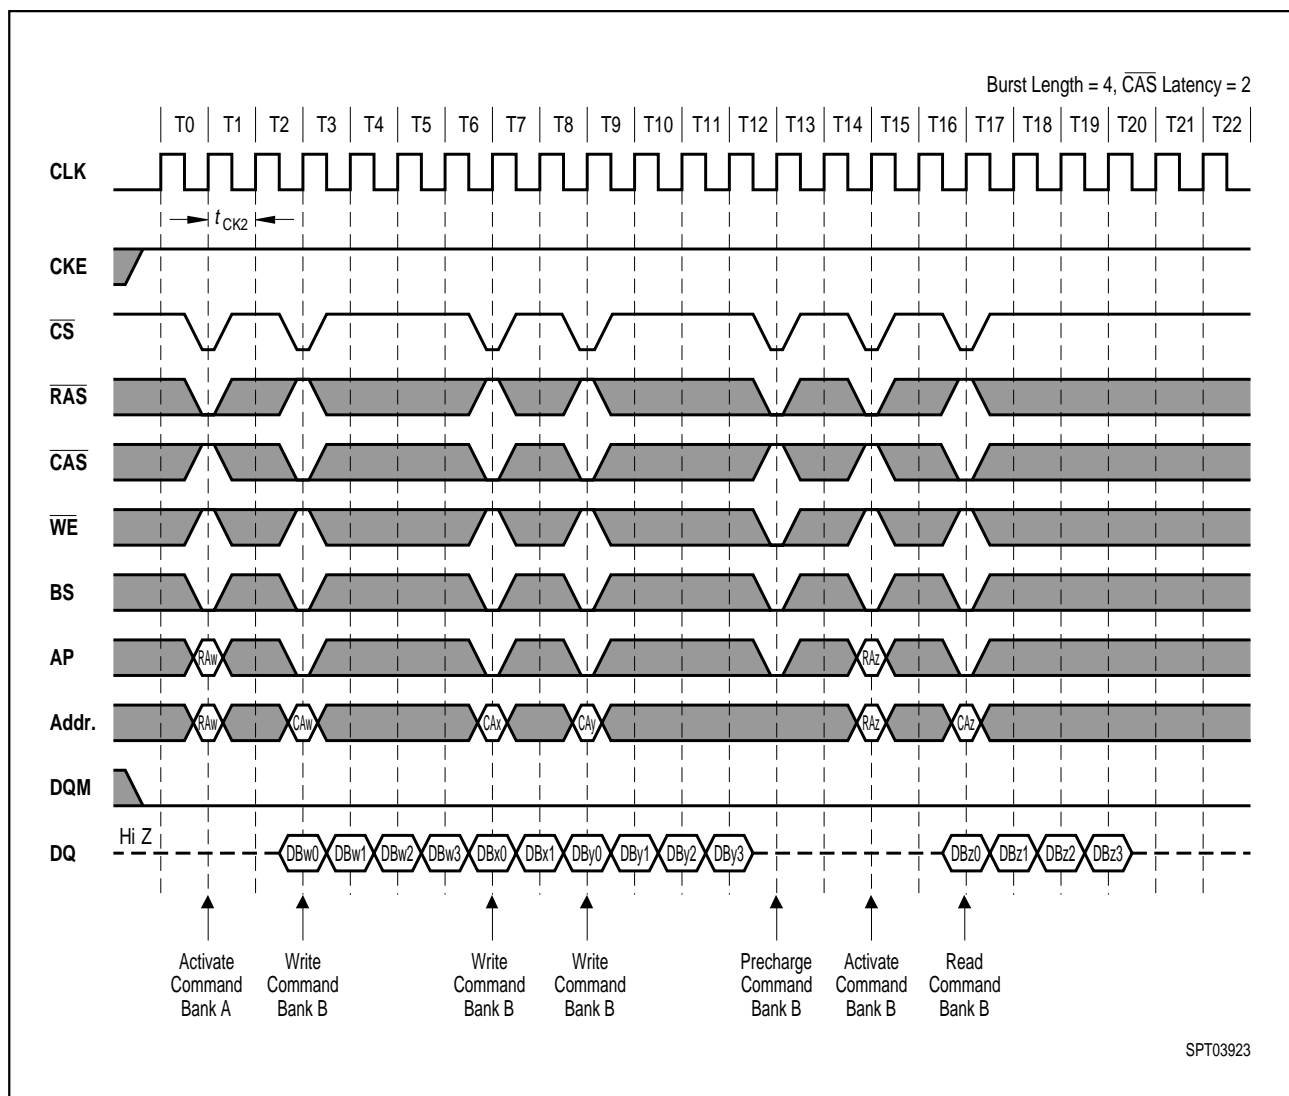 Burst Length = 4, CAS Latency = 2
T0 T1 T2 T3 T4 T5 T6 T7 T8 T9 T10 T11 T12 T13 T14 T15 T16 T17 T18 T19 T20 T21 T22
CLK
t CK2
CKE
CS
RAS
CAS
WE
BS
AP RAw RAz
Addr. RAw CAw CAx CAy RAz CAz
DQM
Hi Z
DQ DBw0 DBw1 DBw2 DBw3 DBx0 DBx1 DBy0 DBy1 DBy2 DBy3 DBz0 DBz1 DBz2 DBz3
Activate Command Bank A
Write Command Bank B
Write Command Bank B
Write Command Bank B
Precharge Command Bank B
Activate Command Bank B
Read Command Bank B
SPT03923